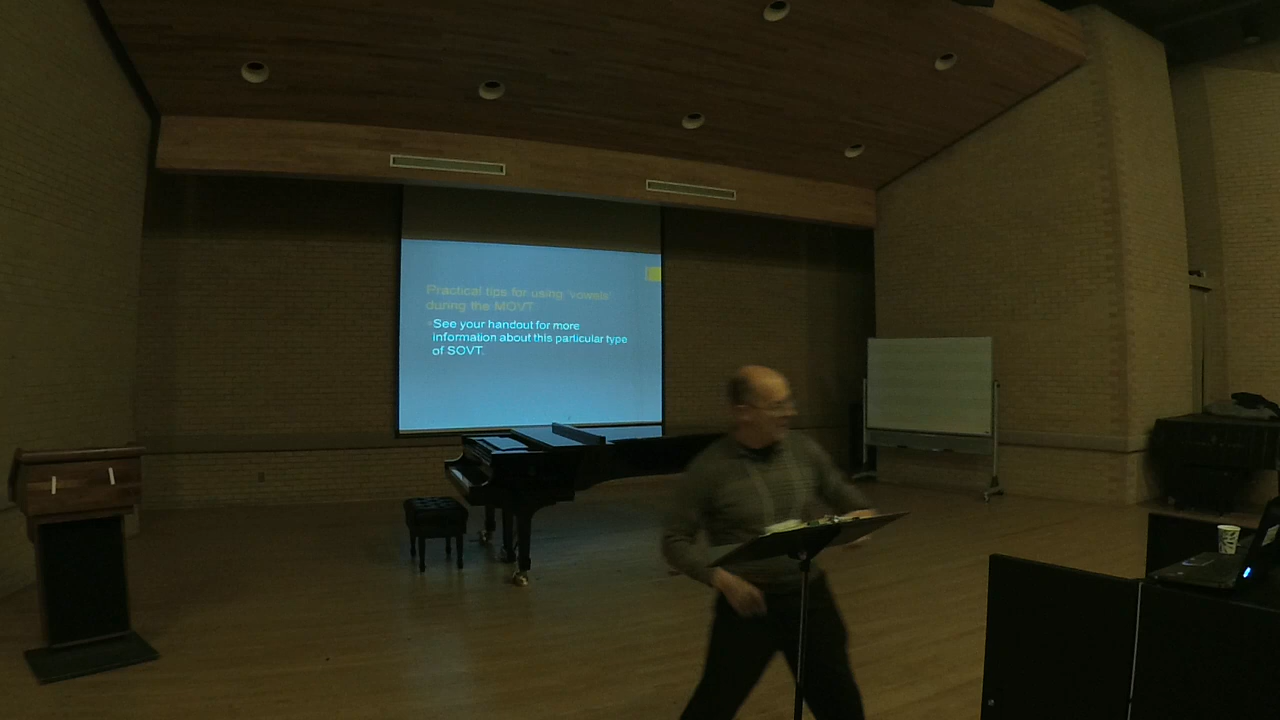 Practical tips for using 'vowels'
during the MOVT
See your handout for more
information about this particular type
of SOVT.